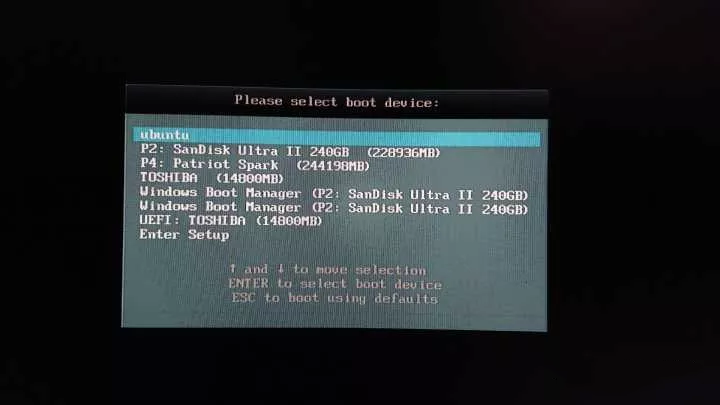 Please select boot device:
ubuntu
P2: SanDisk Ultra II 240GB (228936MB)
P4: Patriot Spark (244198MB)
TOSHIBA (14800MB)
Windows Boot Manager (P2: SanDisk Ultra II 240GB)
Windows Boot Manager (P2: SanDisk Ultra II 240GB)
UEFI: TOSHIBA (14800MB)
Enter Setup
↑ and ↓ to move selection
ENTER to select boot device
ESC to boot using defaults